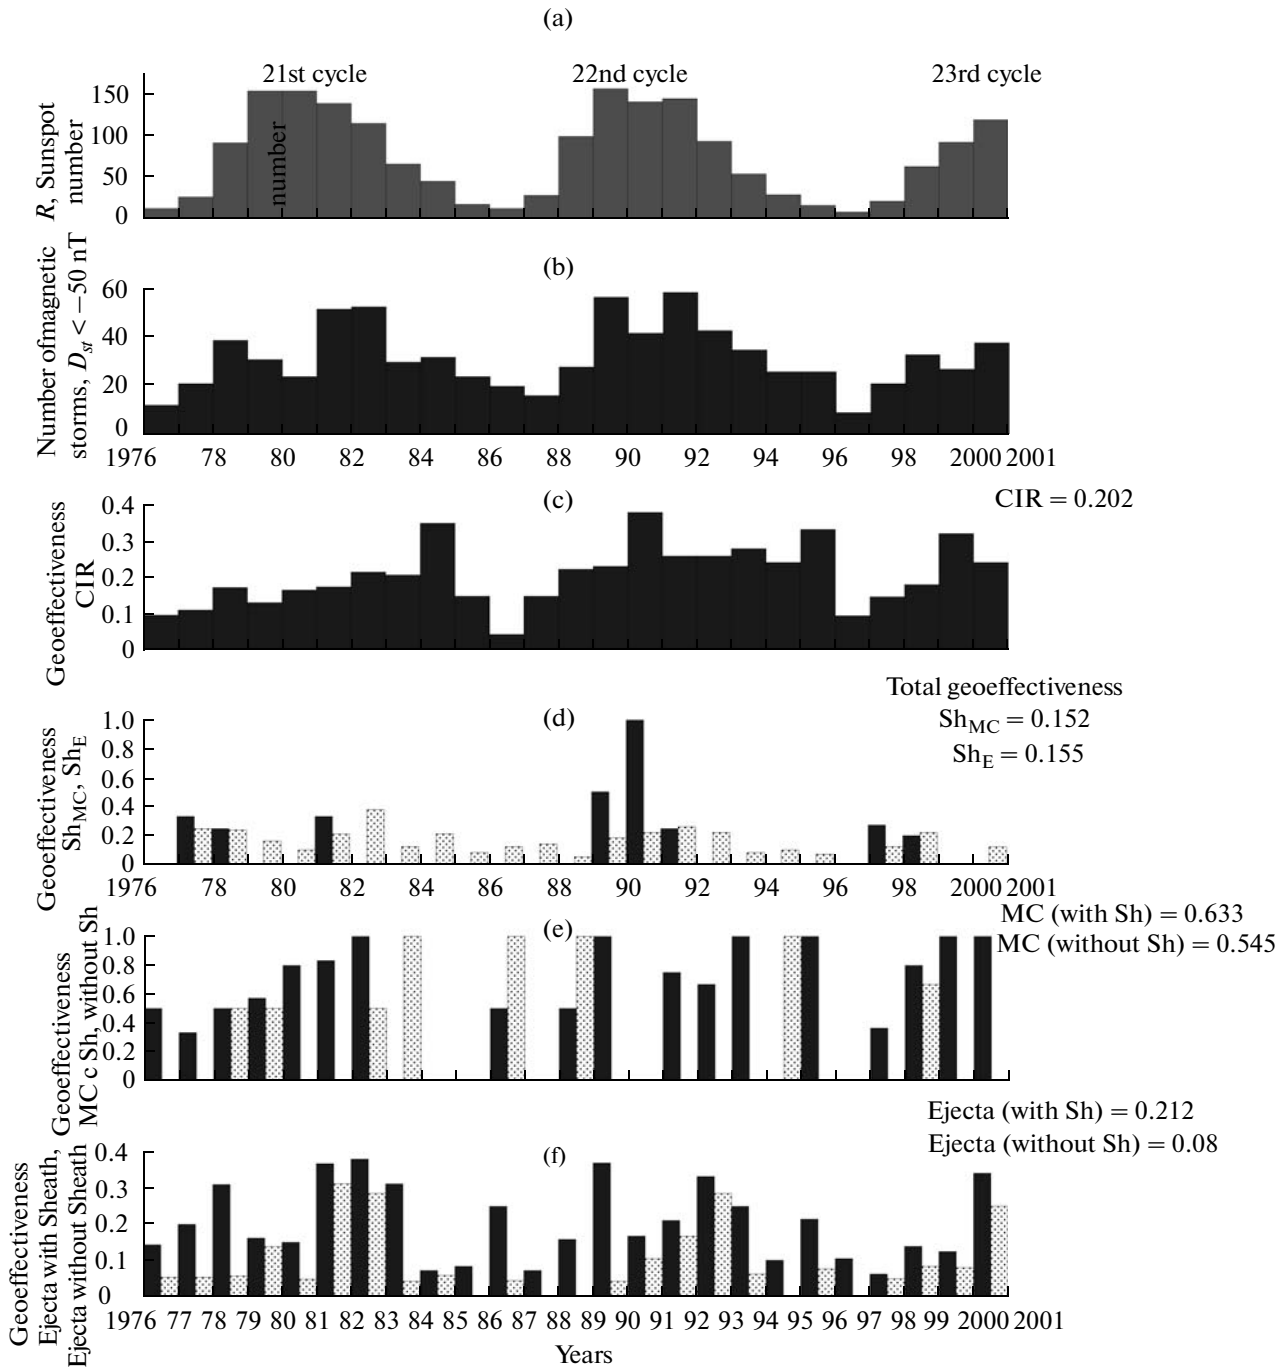 (a)
21st cycle 22nd cycle 23rd cycle
R, Sunspot
number
150
100
50
0
number
(b)
Number ofmagnetic
storms, Dst < −50 nT
60
40
20
0
1976 78 80 82 84 86 88 90 92 94 96 98 2000 2001
(c)
CIR = 0.202
Geoeffectiveness
CIR
0.4
0.3
0.2
0.1
0
Total geoeffectiveness
ShMC = 0.152
ShE = 0.155
(d)
Geoeffectiveness
ShMC, ShE
1.0
0.8
0.6
0.4
0.2
0
1976 78 80 82 84 86 88 90 92 94 96 98 2000 2001
MC (with Sh) = 0.633
MC (without Sh) = 0.545
(e)
Geoeffectiveness
MC c Sh, without Sh
1.0
0.8
0.6
0.4
0.2
0
Ejecta (with Sh) = 0.212
Ejecta (without Sh) = 0.08
(f)
Geoeffectiveness
Ejecta with Sheath,
Ejecta without Sheath
0.4
0.3
0.2
0.1
0
1976 77 78 79 80 81 82 83 84 85 86 87 88 89 90 91 92 93 94 95 96 97 98 99 2000 2001
Years